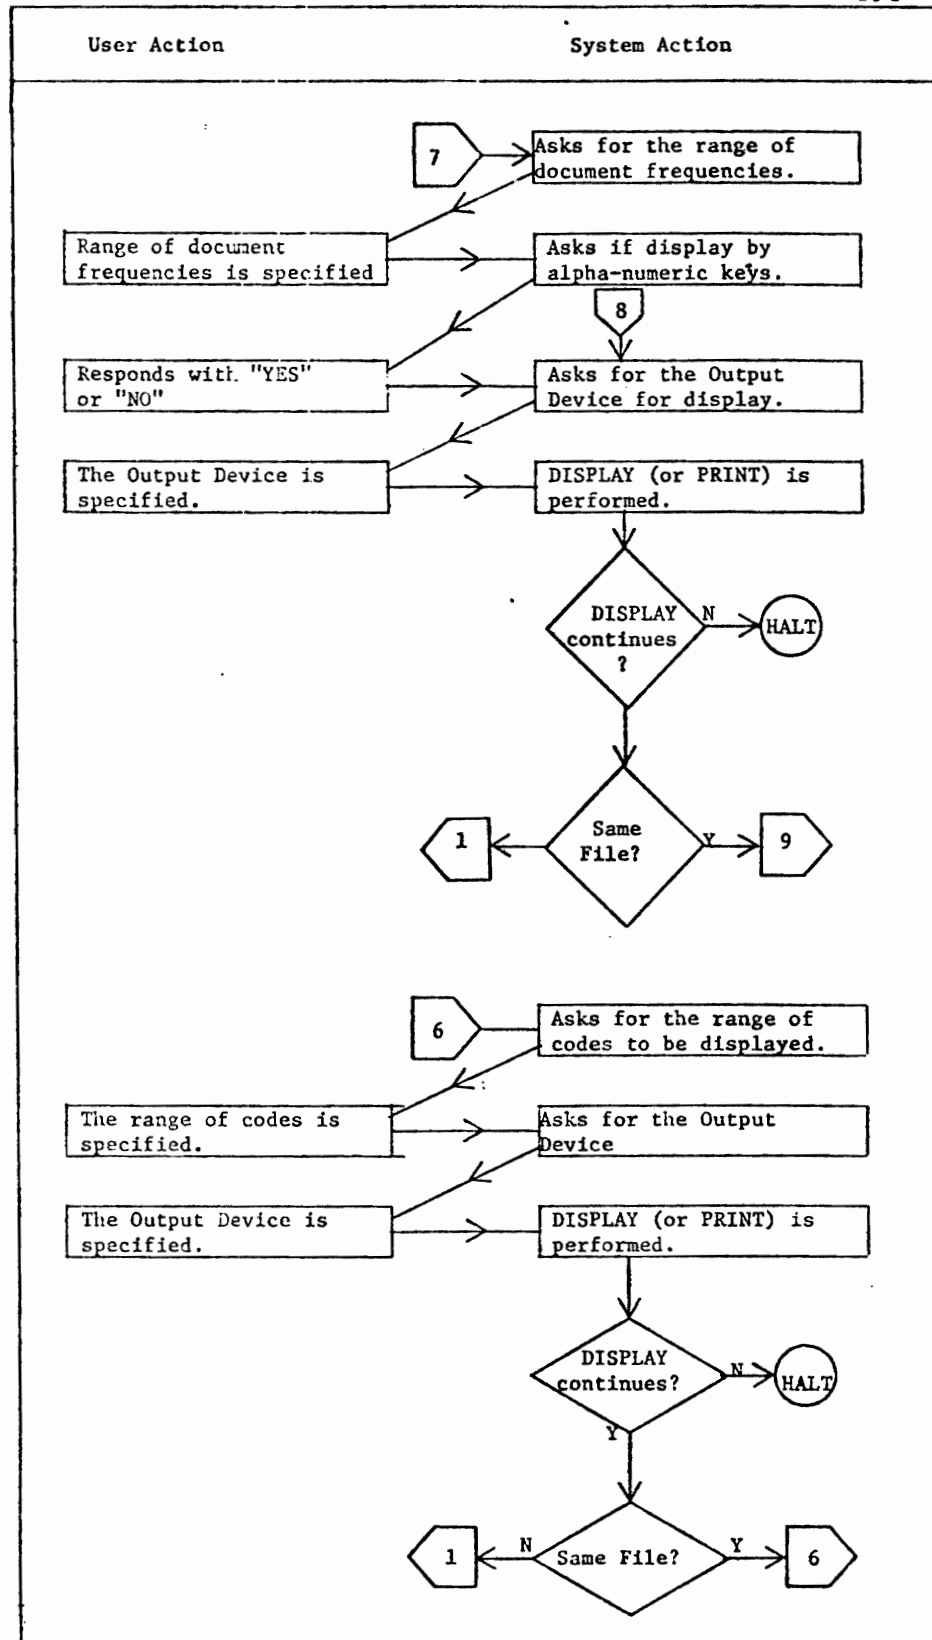 User Action
System Action
7
Asks for the range of
document frequencies.
Range of document
frequencies is specified
Asks if display by
alpha-numeric keys.
8
Responds with "YES"
or "NO"
Asks for the Output
Device for display.
The Output Device is
specified.
DISPLAY (or PRINT) is
performed.
DISPLAY
continues
?
N
HALT
1
Same
File?
Y
9
6
Asks for the range of
codes to be displayed.
The range of codes is
specified.
Asks for the Output
Device
The Output Device is
specified.
DISPLAY (or PRINT) is
performed.
DISPLAY
continues?
N
HALT
Y
1
N
Same File?
Y
6